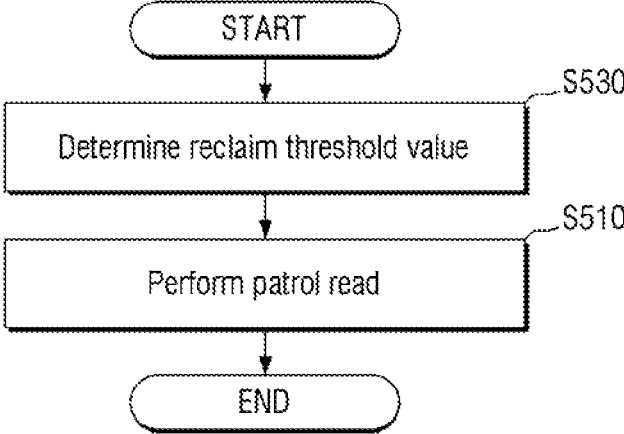 START
S530
Determine reclaim threshold value
S510
Perform patrol read
END